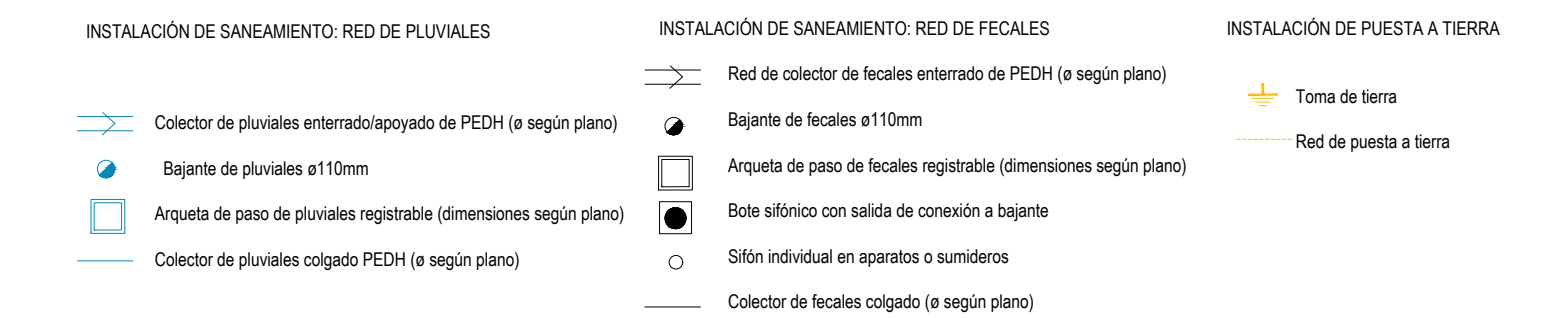 INSTALACIÓN DE SANEAMIENTO: RED DE PLUVIALES
Colector de pluviales enterrado/apoyado de PEDH (ø según plano)
Bajante de pluviales ø110mm
Arqueta de paso de pluviales registrable (dimensiones según plano)
Colector de pluviales colgado PEDH (ø según plano)
INSTALACIÓN DE SANEAMIENTO: RED DE FECALES
Red de colector de fecales enterrado de PEDH (ø según plano)
Bajante de fecales ø110mm
Arqueta de paso de fecales registrable (dimensiones según plano)
Bote sifónico con salida de conexión a bajante
Sifón individual en aparatos o sumideros
Colector de fecales colgado (ø según plano)
INSTALACIÓN DE PUESTA A TIERRA
Toma de tierra
Red de puesta a tierra